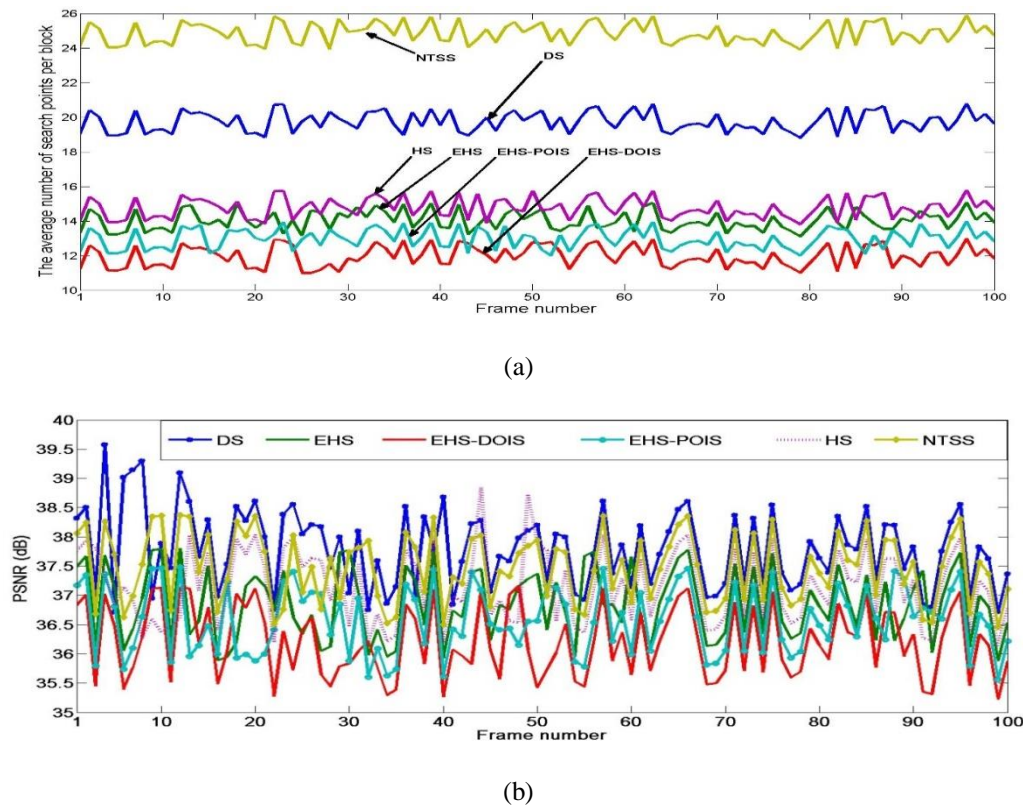 The average number of search points per block
26
24
22
20
18
16
14
12
10
NTSS
DS
HS EHS EHS-POIS EHS-DOIS
1 10 20 30 40 50 60 70 80 90 100
Frame number
(a)
PSNR (dB)
40
39.5
39
38.5
38
37.5
37
36.5
36
35.5
35
DS EHS EHS-DOIS EHS-POIS HS NTSS
1 10 20 30 40 50 60 70 80 90 100
Frame number
(b)